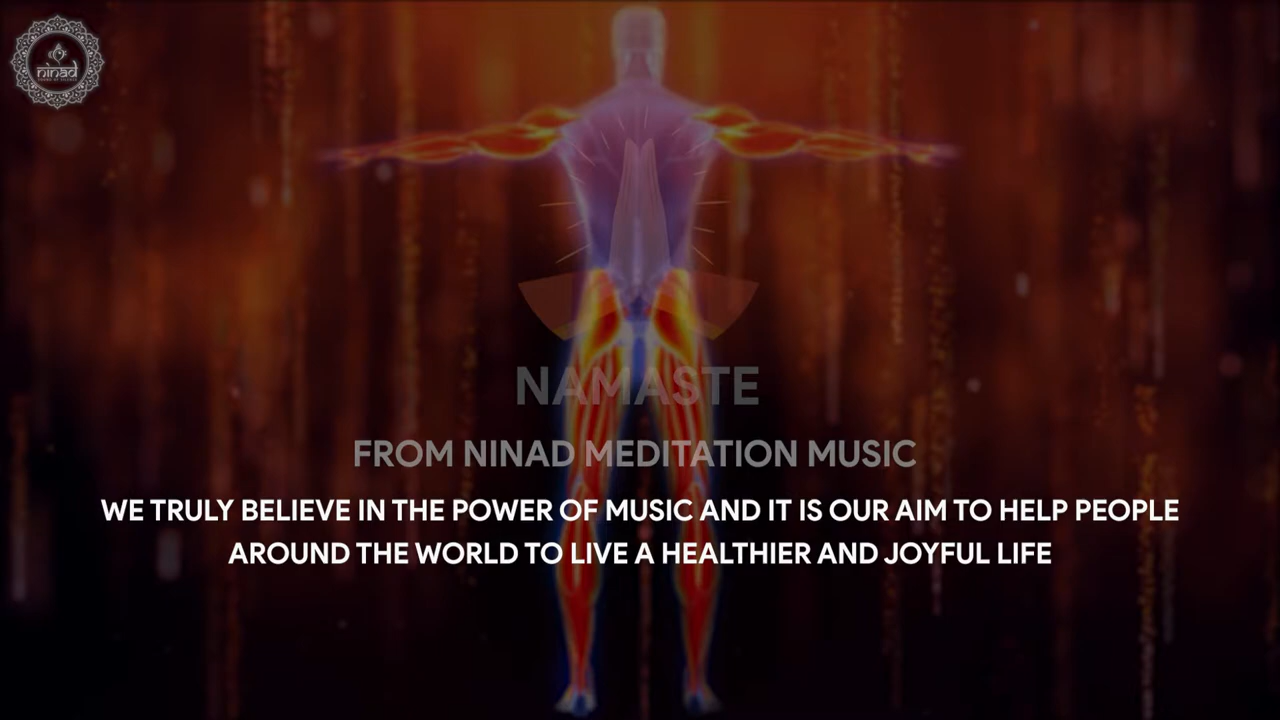 ninad
NAMASTE
FROM NINAD MEDITATION MUSIC
WE TRULY BELIEVE IN THE POWER OF MUSIC AND IT IS OUR AIM TO HELP PEOPLE
AROUND THE WORLD TO LIVE A HEALTHIER AND JOYFUL LIFE